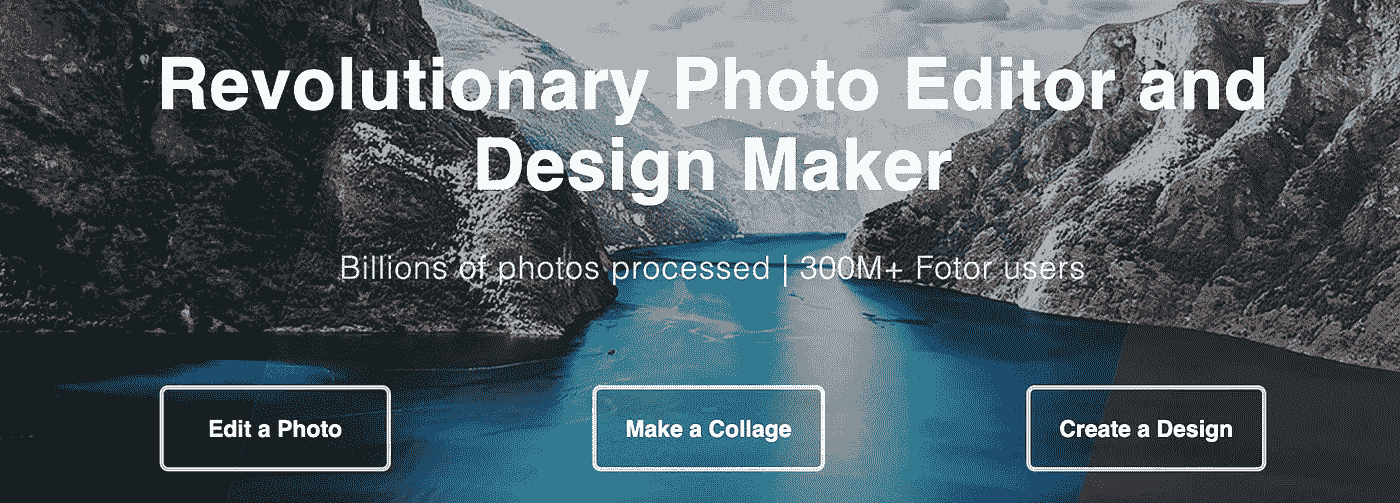 Revolutionary Photo Editor and
Design Maker
Billions of photos processed | 300M+ Fotor users
Edit a Photo
Make a Collage
Create a Design